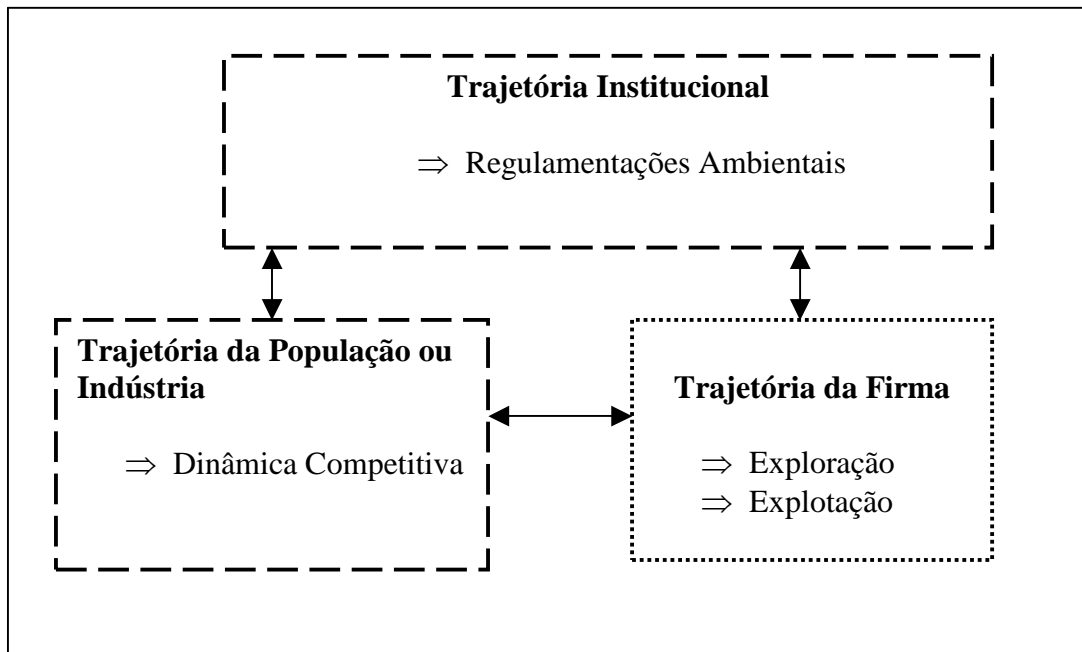 Trajetória Institucional
⇒ Regulamentações Ambientais
Trajetória da População ou
Indústria
⇒ Dinâmica Competitiva
Trajetória da Firma
⇒ Exploração
⇒ Explotação